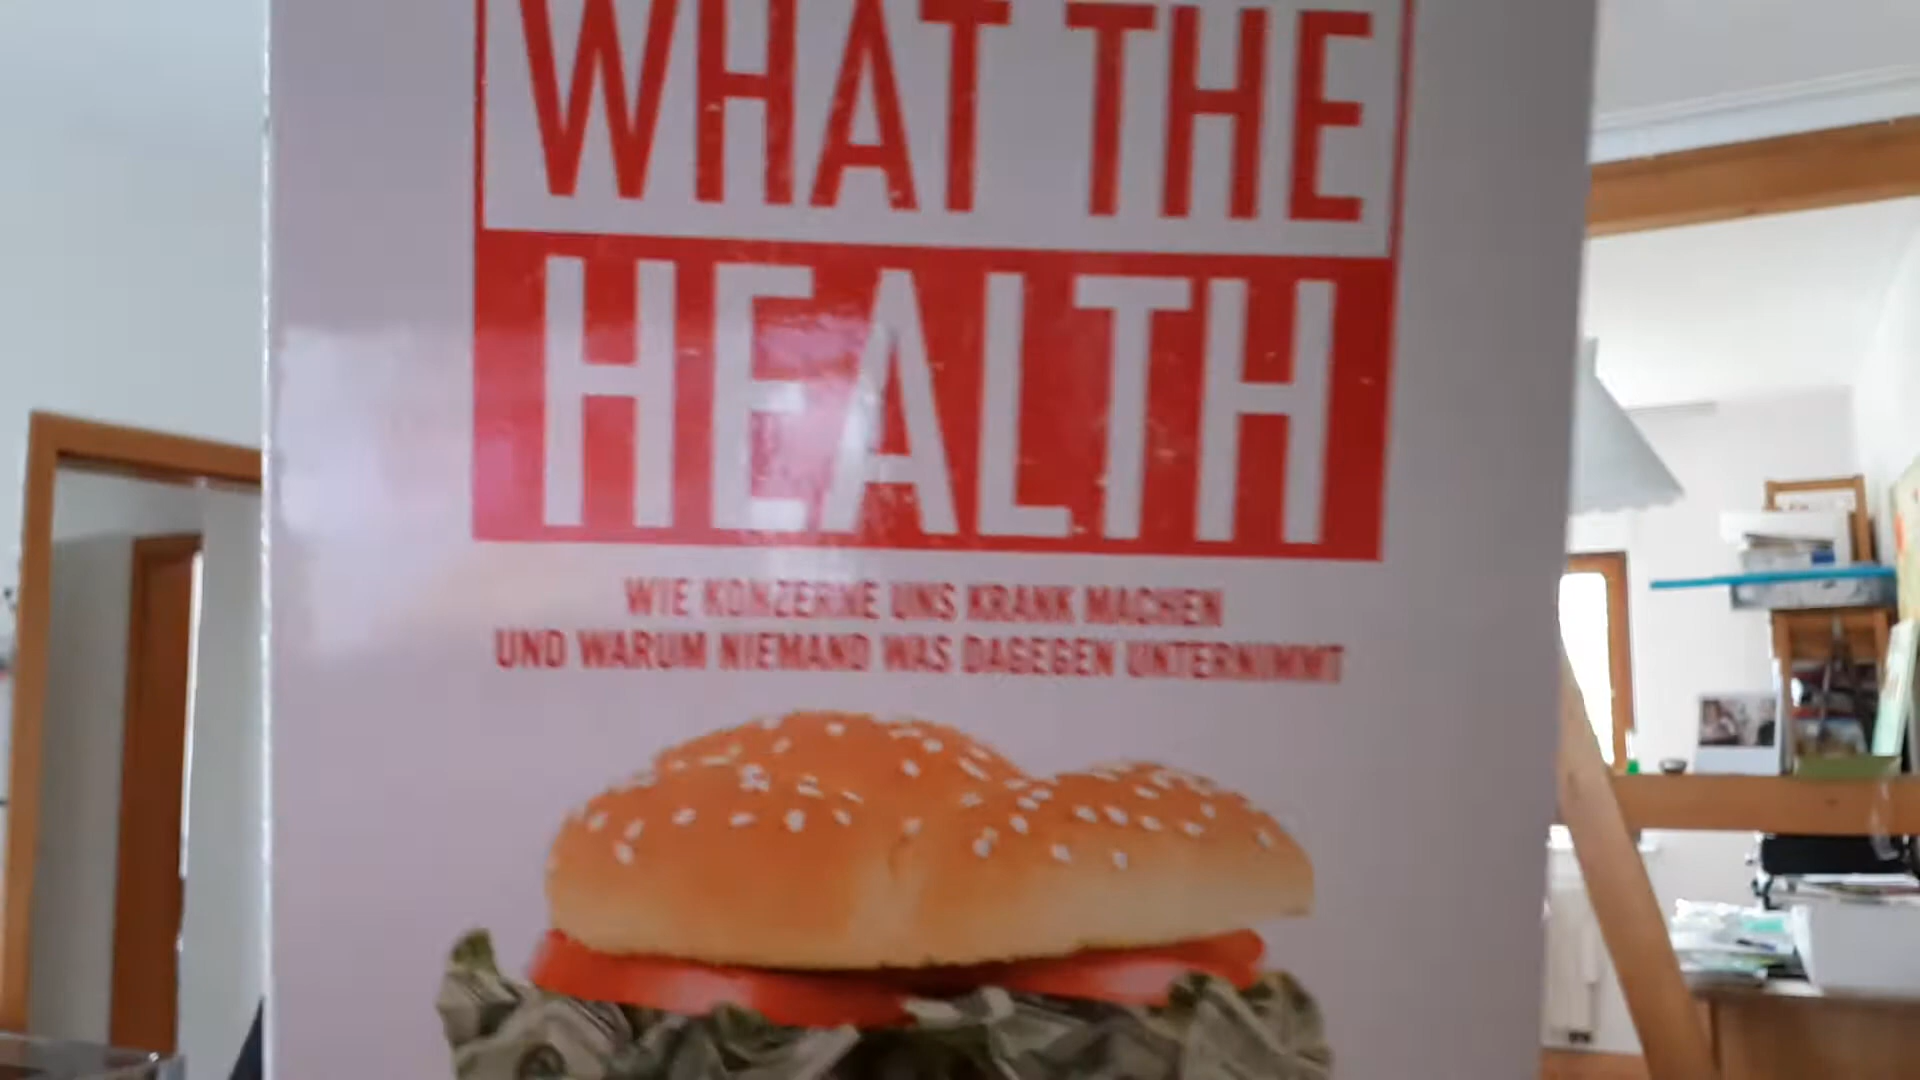 WHAT THE
HEALTH
WIE KONZERNE UNS KRANK MACHEN
UND WARUM NIEMAND WAS DAGEGEN UNTERNIMMT